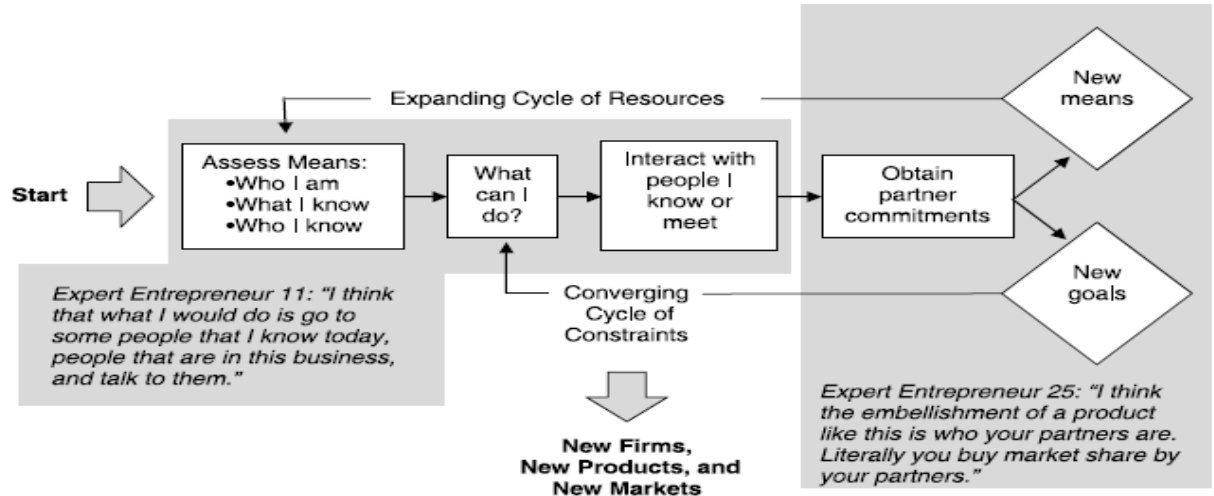 Start
Assess Means:
•Who I am
•What I know
•Who I know
What
can I
do?
Interact with
people I
know or
meet
Obtain
partner
commitments
New
means
New
goals
Expanding Cycle of Resources
Converging
Cycle of
Constraints
Expert Entrepreneur 11: “I think
that what I would do is go to
some people that I know today,
people that are in this business,
and talk to them.”
Expert Entrepreneur 25: “I think
the embellishment of a product
like this is who your partners are.
Literally you buy market share by
your partners.”
New Firms,
New Products, and
New Markets